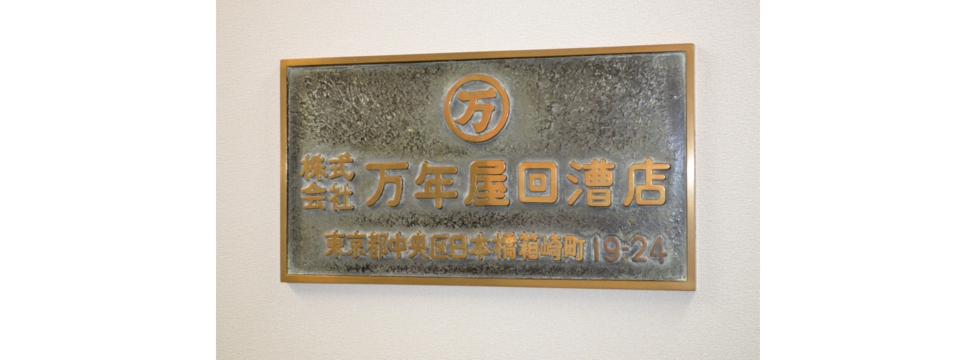 万
株式会社 万年屋回漕店
東京都中央区日本橋箱崎町19-24